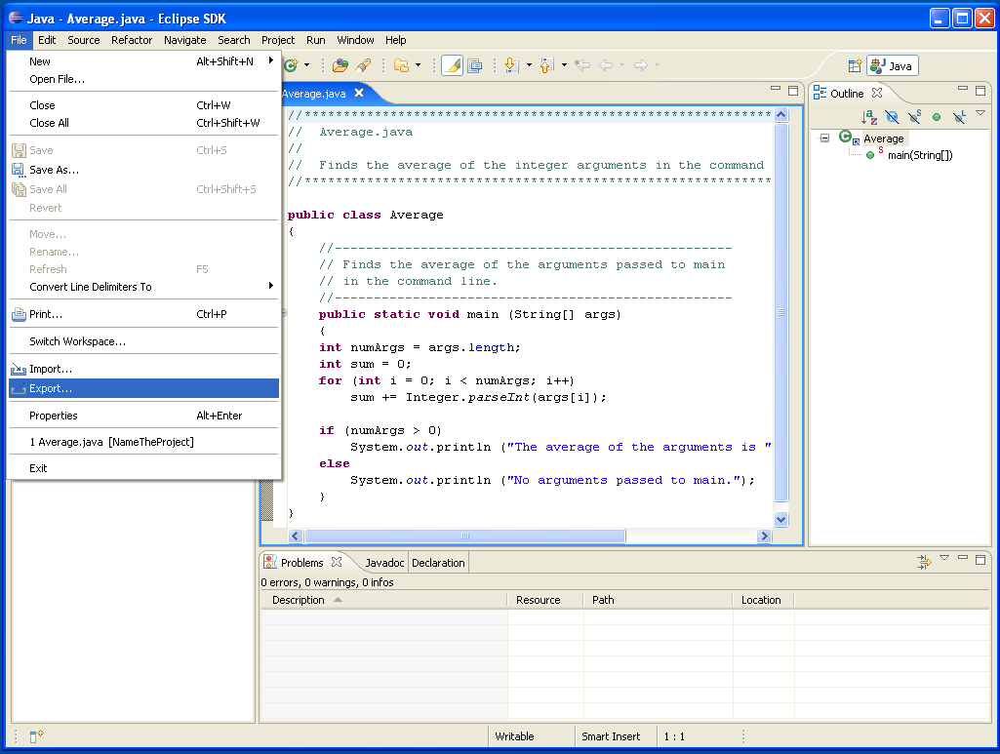 Java - Average.java - Eclipse SDK
File Edit Source Refactor Navigate Search Project Run Window Help
New Alt+Shift+N
Open File...
Close Ctrl+W
Close All Ctrl+Shift+W
Save Ctrl+S
Save As...
Save All Ctrl+Shift+S
Revert
Move...
Rename...
Refresh F5
Convert Line Delimiters To
Print... Ctrl+P
Switch Workspace...
Import...
Export...
Properties Alt+Enter
1 Average.java [NameTheProject]
Exit
Java
Average.java
//************************************************************
// Average.java
//
// Finds the average of the integer arguments in the command
//************************************************************
public class Average
{
//---------------------------------------------------
// Finds the average of the arguments passed to main
// in the command line.
//---------------------------------------------------
public static void main (String[] args)
{
int numArgs = args.length;
int sum = 0;
for (int i = 0; i < numArgs; i++)
sum += Integer.parseInt(args[i]);
if (numArgs > 0)
System.out.println ("The average of the arguments is "
else
System.out.println ("No arguments passed to main.");
}
}
Outline
Average
main(String[])
Problems Javadoc Declaration
0 errors, 0 warnings, 0 infos
Description Resource Path Location
Writable Smart Insert 1 : 1